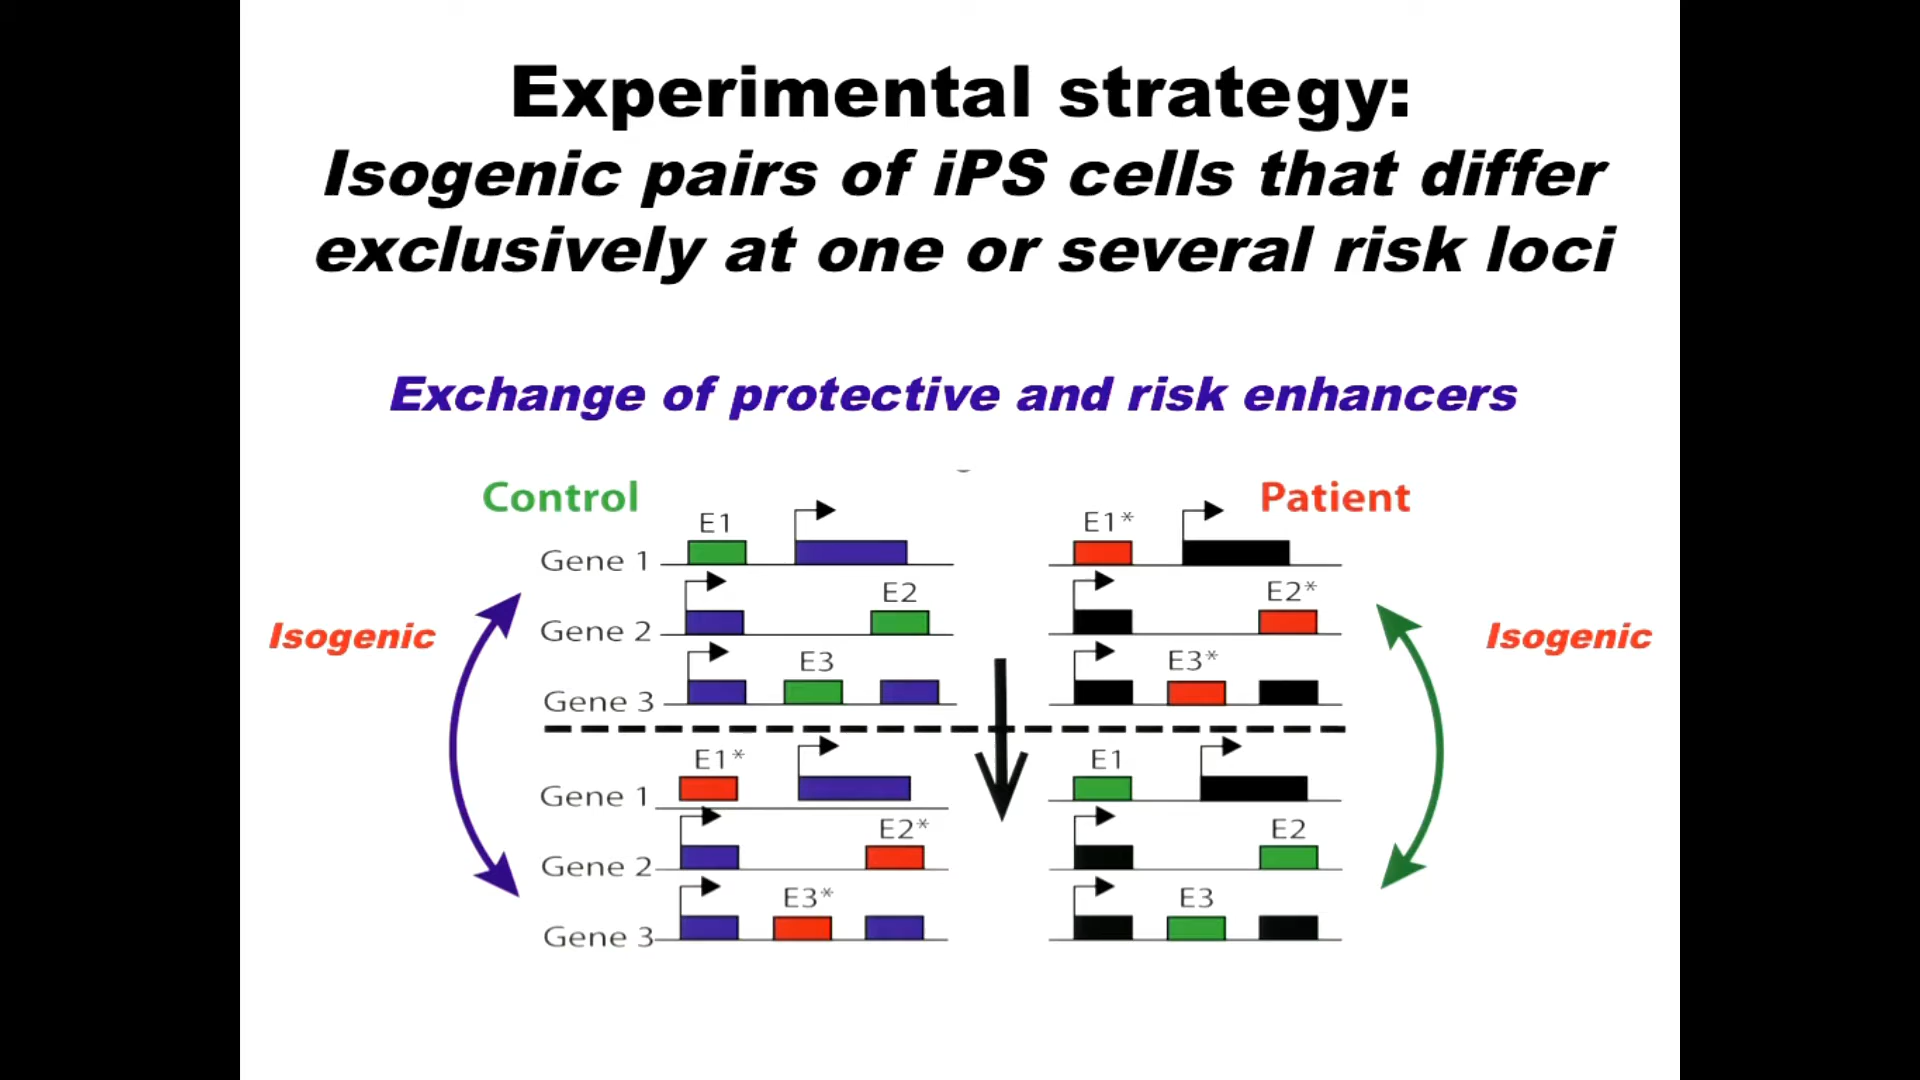 Experimental strategy:
Isogenic pairs of iPS cells that differ
exclusively at one or several risk loci
Exchange of protective and risk enhancers
Control
Patient
E1
E1*
Gene 1
E2
E2*
Gene 2
Isogenic
Isogenic
E3
E3*
Gene 3
E1*
E1
Gene 1
E2*
E2
Gene 2
E3*
E3
Gene 3